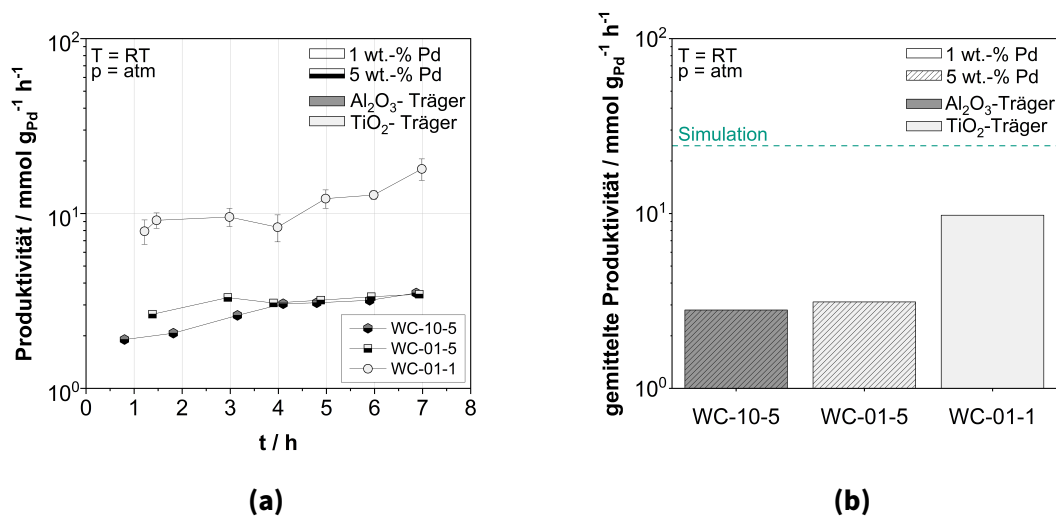 10² 10¹ 10⁰
Produktivität / mmol g_Pd⁻¹ h⁻¹
T = RT
p = atm
1 wt.-% Pd
5 wt.-% Pd
Al₂O₃- Träger
TiO₂- Träger
WC-10-5
WC-01-5
WC-01-1
0 1 2 3 4 5 6 7 8
t / h
(a)
10² 10¹ 10⁰
gemittelte Produktivität / mmol g_Pd⁻¹ h⁻¹
T = RT
p = atm
1 wt.-% Pd
5 wt.-% Pd
Al₂O₃- Träger
TiO₂-Träger
Simulation
WC-10-5 WC-01-5 WC-01-1
(b)